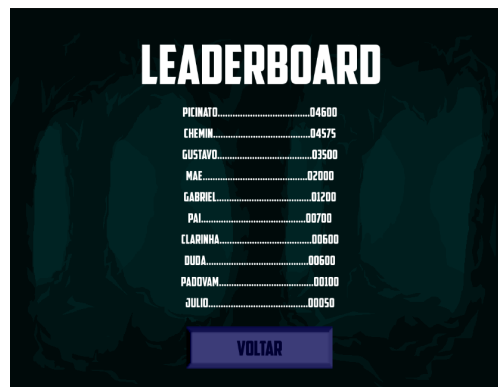 LEADERBOARD
PICINATO.................................04600
CHEMIN...................................04575
GUSTAVO..................................03500
MAE......................................02000
GABRIEL..................................01200
PAI......................................00700
CLARINHA.................................00600
DUDA.....................................00600
PADOVAM..................................00100
JULIO....................................00050
VOLTAR